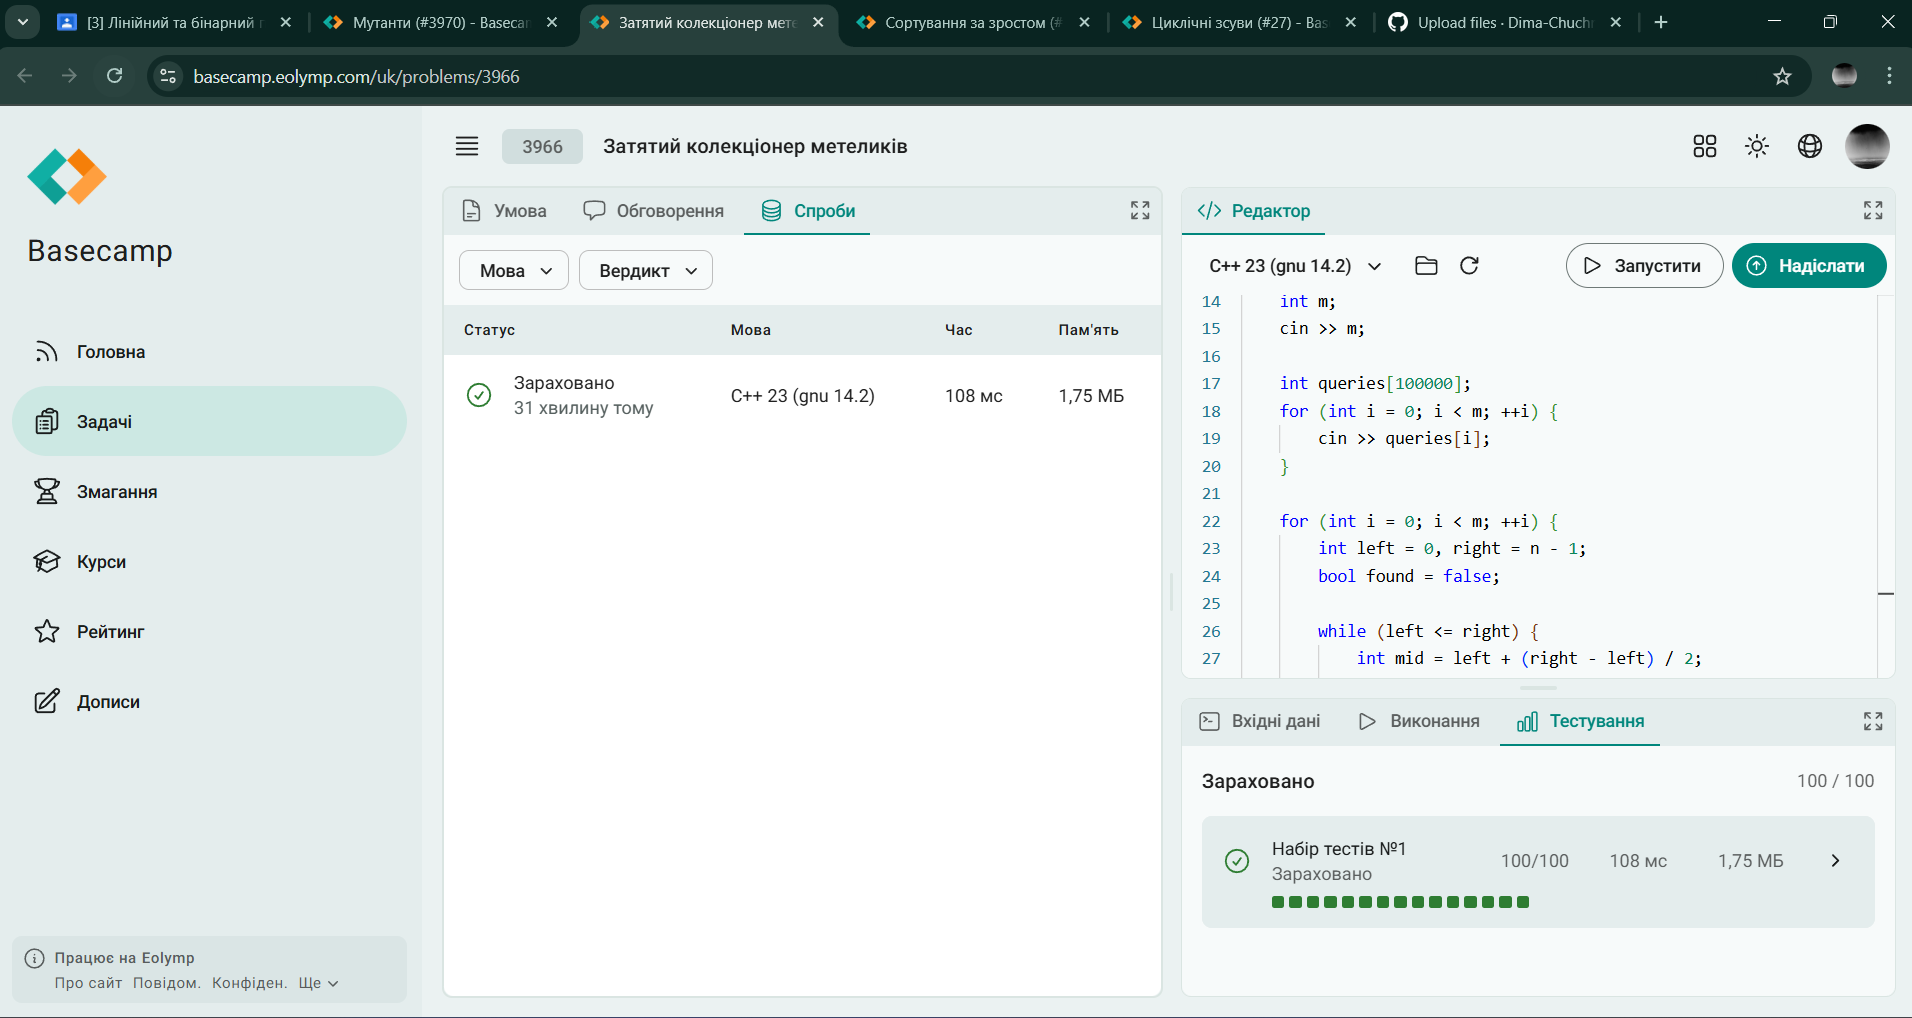 [3] Лінійний та бінарний
Мутанти (#3970) - Basecam
Затятий колекціонер мете
Сортування за зростом (#
Циклічні зсуви (#27) - Bas
Upload files · Dima-Chuch
basecamp.eolymp.com/uk/problems/3966
Basecamp
Головна
Задачі
Змагання
Курси
Рейтинг
Дописи
Працює на Eolymp
Про сайт Повідом. Конфіден. Ще
3966 Затятий колекціонер метеликів
Умова Обговорення Спроби
Мова Вердикт
Статус Мова Час Пам'ять
Зараховано
31 хвилину тому
C++ 23 (gnu 14.2) 108 мс 1,75 МБ
Редактор
C++ 23 (gnu 14.2) Запустити Надіслати
14 int m;
15 cin >> m;
16
17 int queries[100000];
18 for (int i = 0; i < m; ++i) {
19 cin >> queries[i];
20 }
21
22 for (int i = 0; i < m; ++i) {
23 int left = 0, right = n - 1;
24 bool found = false;
25
26 while (left <= right) {
27 int mid = left + (right - left) / 2;
Вхідні дані Виконання Тестування
Зараховано 100 / 100
Набір тестів №1
Зараховано
100/100 108 мс 1,75 МБ